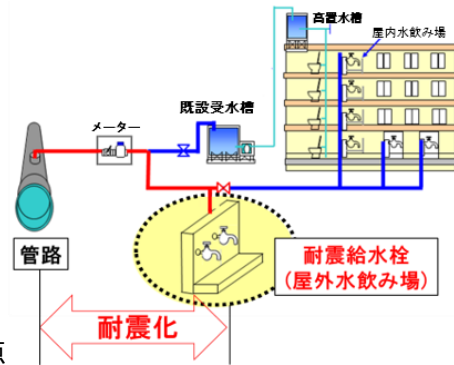 高置水槽
屋内水飲み場
既設受水槽
メーター
管路
耐震給水栓
(屋外水飲み場)
耐震化